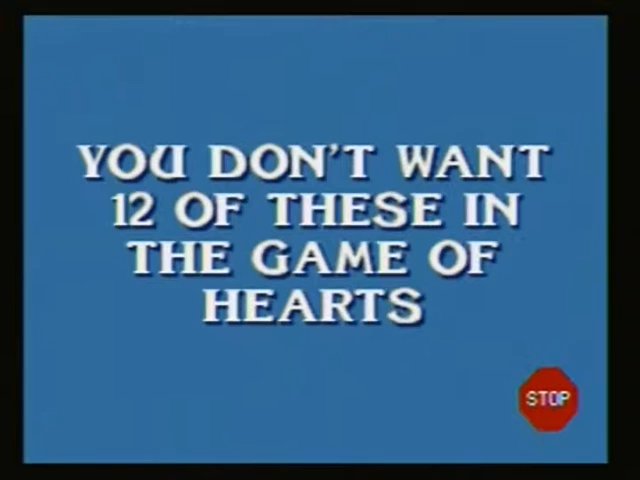 YOU DON'T WANT
12 OF THESE IN
THE GAME OF
HEARTS
STOP